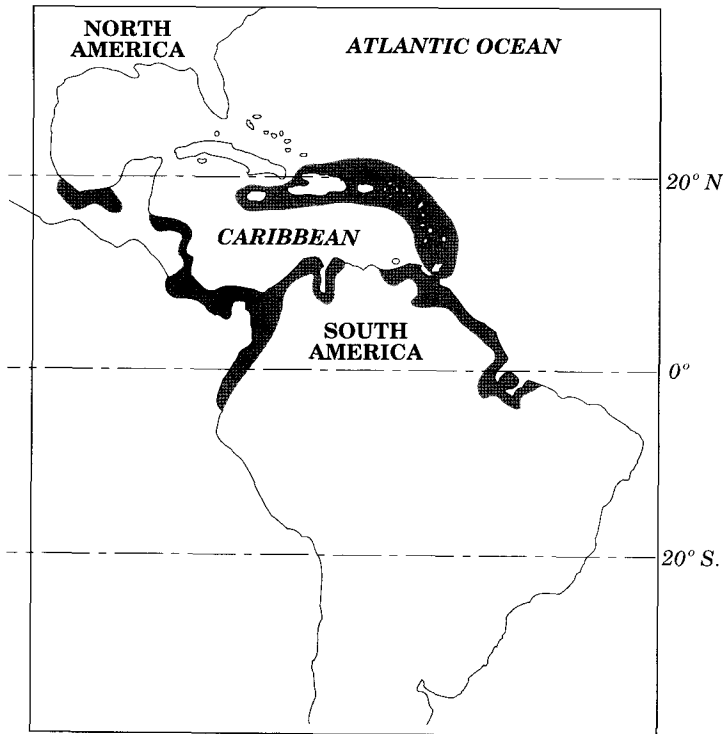 NORTH
AMERICA
ATLANTIC OCEAN
20° N
CARIBBEAN
SOUTH
AMERICA
0°
20° S.